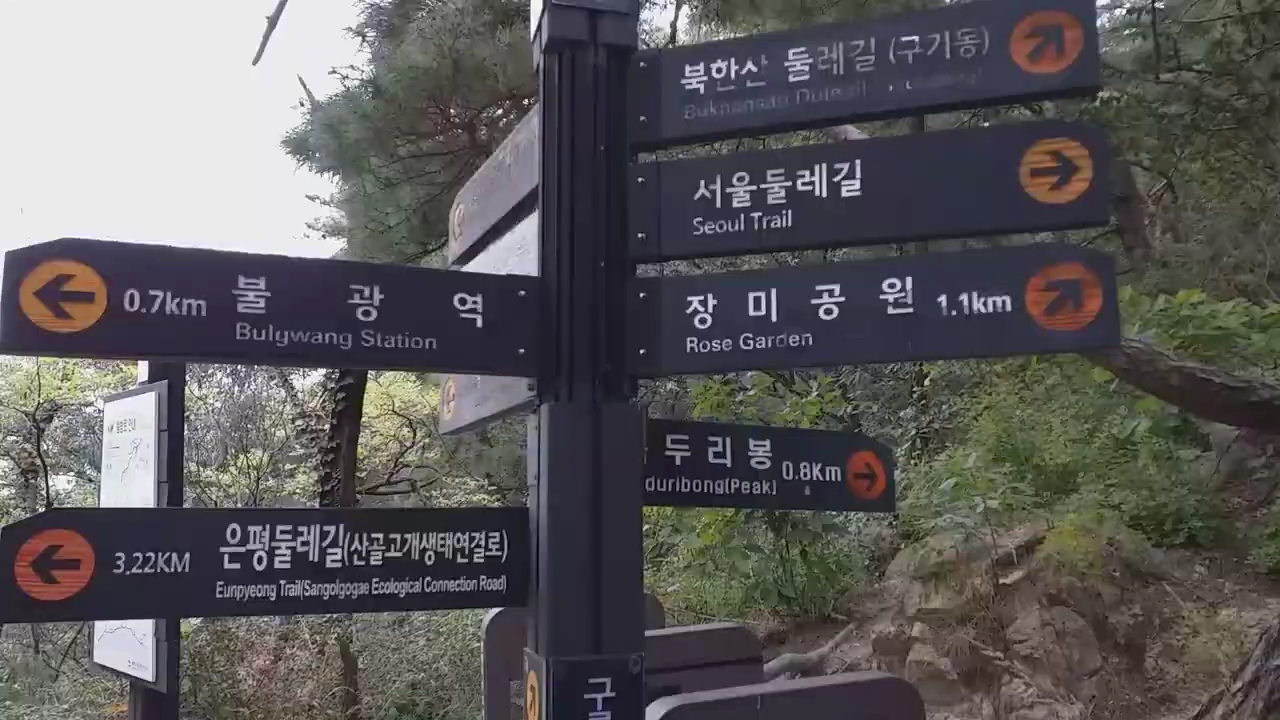 북한산 둘레길 (구기동)
서울둘레길
Seoul Trail
0.7km 불 광 역
Bulgwang Station
장 미 공 원 1.1km
Rose Garden
두 리 봉 0.8Km
duribong(Peak)
3.22KM 은평둘레길(산골고개생태연결로)
Eunpyeong Trail(Sangolgogae Ecological Connection Road)